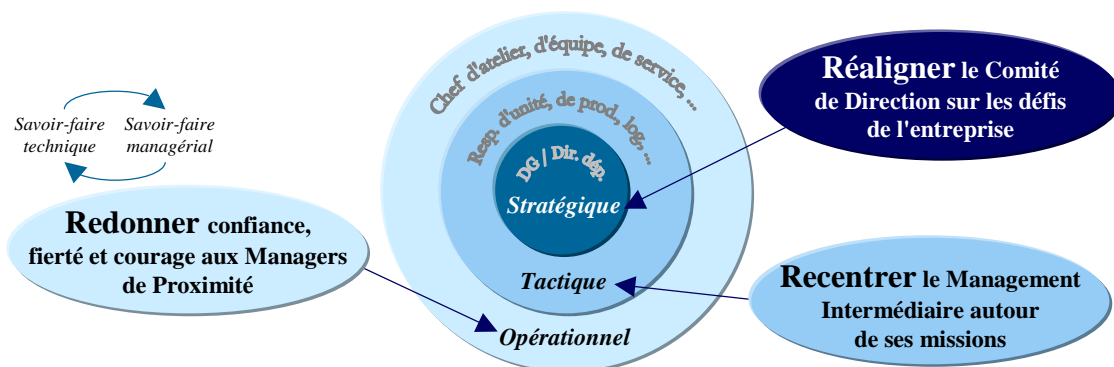 Chef d'atelier, d'équipe, de service, ...
Resp. d'unité, de prod., log, ...
DG / Dir. dép.
Stratégique
Tactique
Opérationnel
Réaligner le Comité
de Direction sur les défis
de l'entreprise
Savoir-faire
technique
Savoir-faire
managérial
Redonner confiance,
fierté et courage aux Managers
de Proximité
Recentrer le Management
Intermédiaire autour
de ses missions